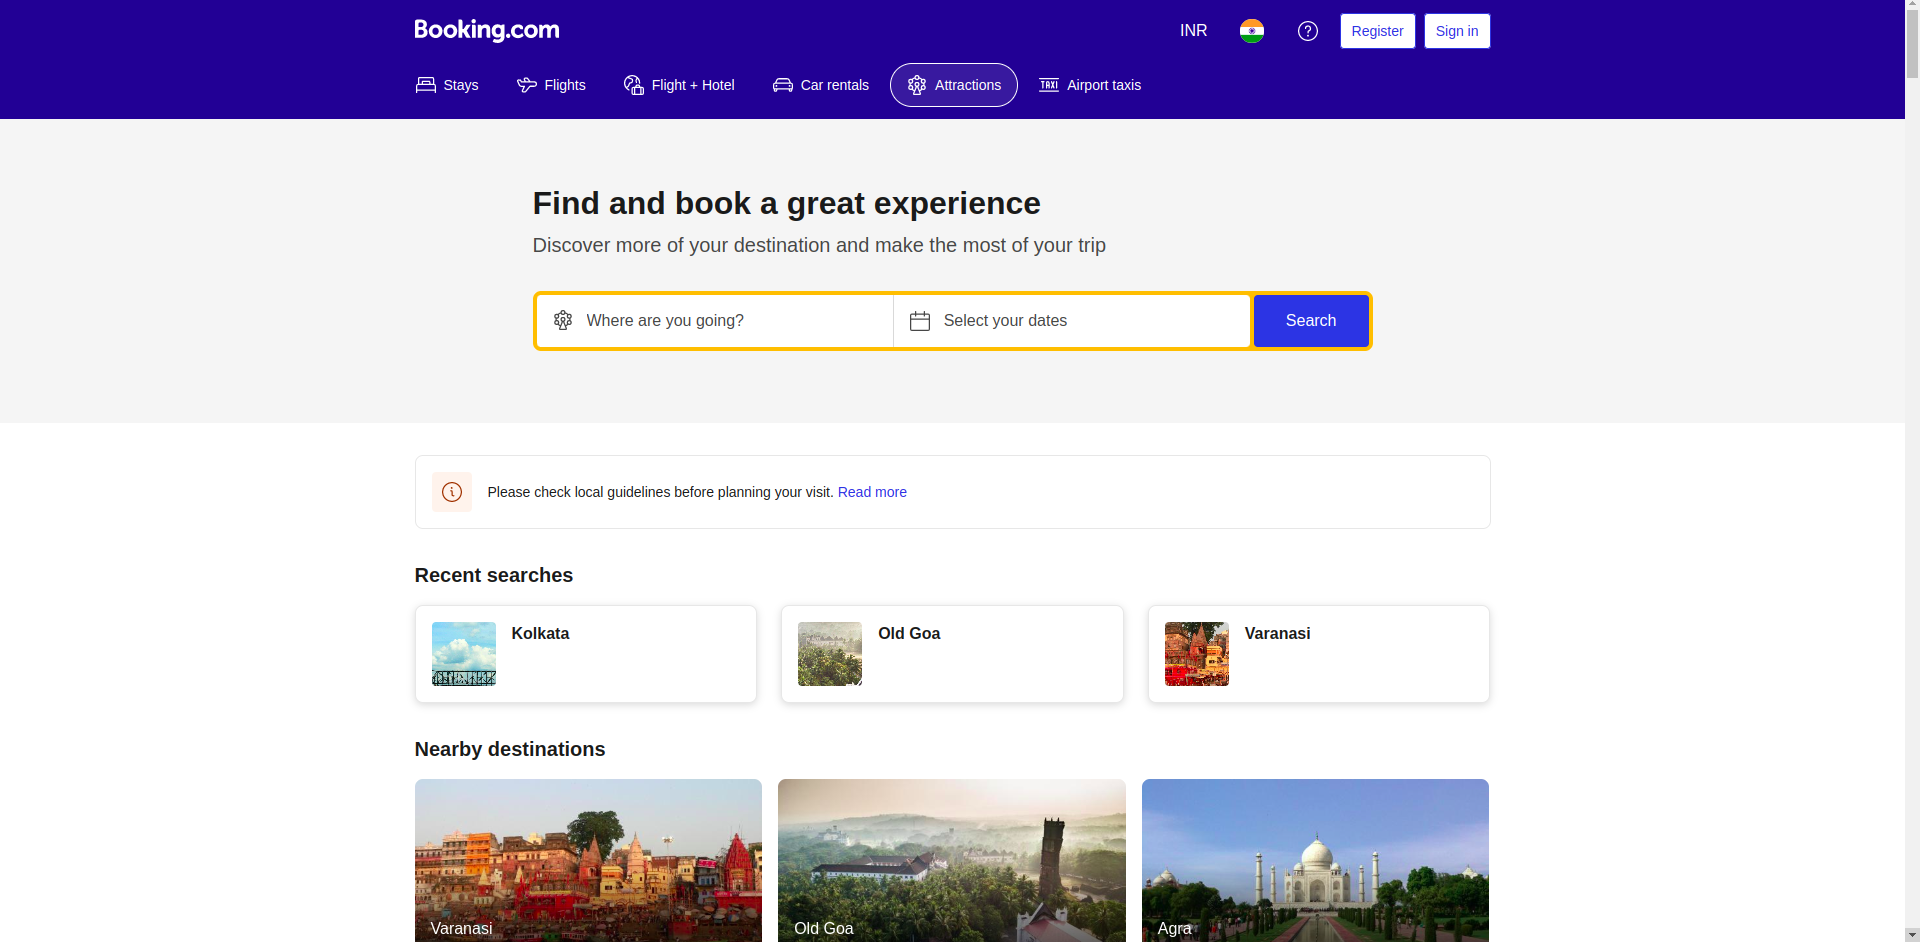 Booking.com
INR
Register
Sign in
Stays
Flights
Flight + Hotel
Car rentals
Attractions
TAXI
Airport taxis
Find and book a great experience
Discover more of your destination and make the most of your trip
Where are you going?
Select your dates
Search
Please check local guidelines before planning your visit. Read more
Recent searches
Kolkata
Old Goa
Varanasi
Nearby destinations
Varanasi
Old Goa
Agra